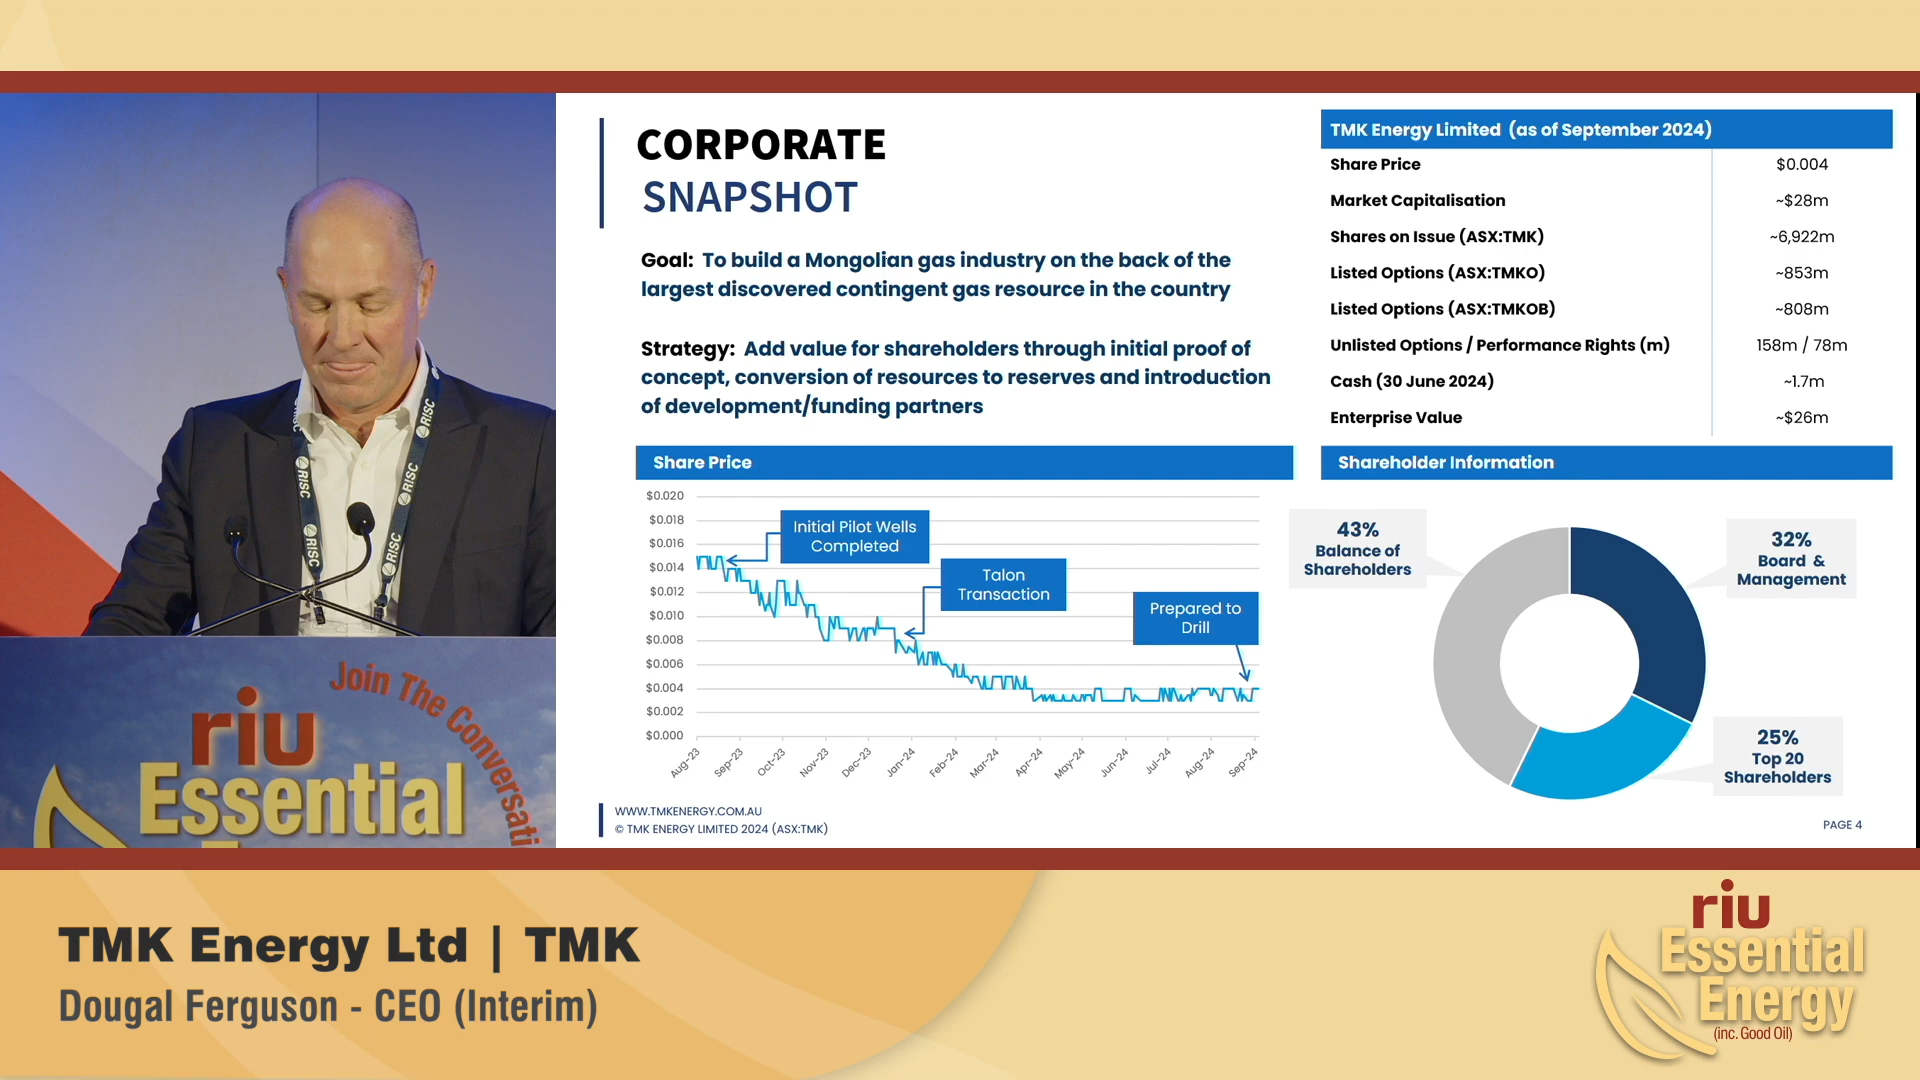 CORPORATE
SNAPSHOT
Goal: To build a Mongolian gas industry on the back of the
largest discovered contingent gas resource in the country
Strategy: Add value for shareholders through initial proof of
concept, conversion of resources to reserves and introduction
of development/funding partners
TMK Energy Limited (as of September 2024)
Share Price $0.004
Market Capitalisation ~$28m
Shares on Issue (ASX:TMK) ~6,922m
Listed Options (ASX:TMKO) ~853m
Listed Options (ASX:TMKOB) ~808m
Unlisted Options / Performance Rights (m) 158m / 78m
Cash (30 June 2024) ~1.7m
Enterprise Value ~$26m
Share Price
$0.020
$0.018
$0.016
$0.014
$0.012
$0.010
$0.008
$0.006
$0.004
$0.002
$0.000
Initial Pilot Wells
Completed
Talon
Transaction
Prepared to
Drill
Aug-23
Sep-23
Oct-23
Nov-23
Dec-23
Jan-24
Feb-24
Mar-24
Apr-24
May-24
Jun-24
Jul-24
Aug-24
Sep-24
Shareholder Information
43%
Balance of
Shareholders
32%
Board &
Management
25%
Top 20
Shareholders
WWW.TMKENERGY.COM.AU
© TMK ENERGY LIMITED 2024 (ASX:TMK)
PAGE 4
RISC
RISC
RISC
RISC
RISC
Join The Conversati
riu
Essential
TMK Energy Ltd | TMK
Dougal Ferguson - CEO (Interim)
riu
Essential
Energy
(inc. Good Oil)